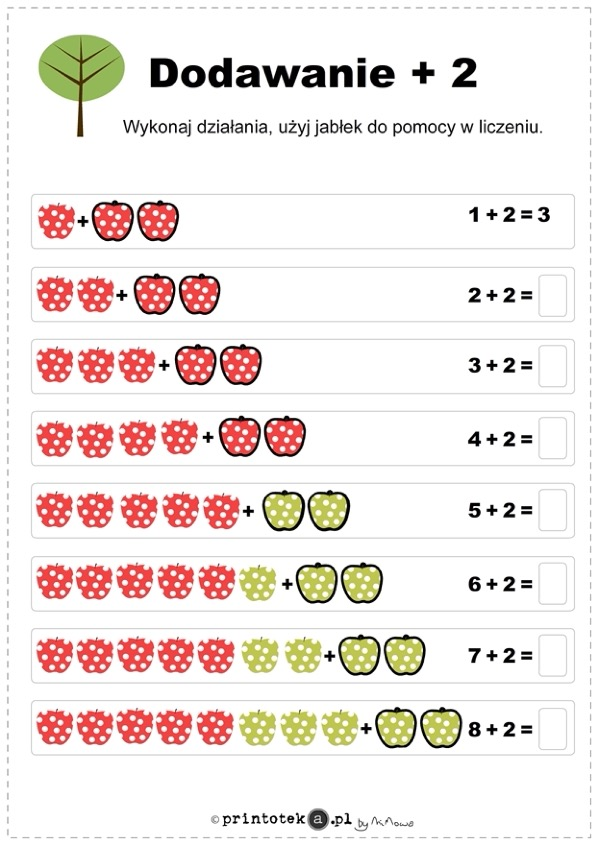 Dodawanie + 2
Wykonaj działania, użyj jabłek do pomocy w liczeniu.
+ 1 + 2 = 3
+ 2 + 2 =
+ 3 + 2 =
+ 4 + 2 =
+ 5 + 2 =
+ 6 + 2 =
+ 7 + 2 =
+ 8 + 2 =
© printoteka.pl by